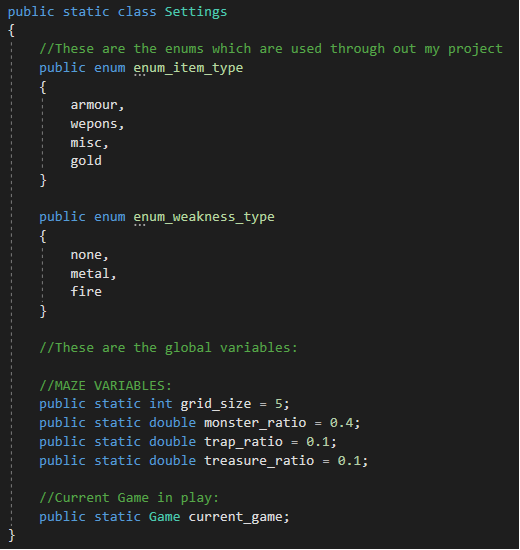 public static class Settings
{
//These are the enums which are used through out my project
public enum enum_item_type
{
armour,
wepons,
misc,
gold
}
public enum enum_weakness_type
{
none,
metal,
fire
}
//These are the global variables:
//MAZE VARIABLES:
public static int grid_size = 5;
public static double monster_ratio = 0.4;
public static double trap_ratio = 0.1;
public static double treasure_ratio = 0.1;
//Current Game in play:
public static Game current_game;
}